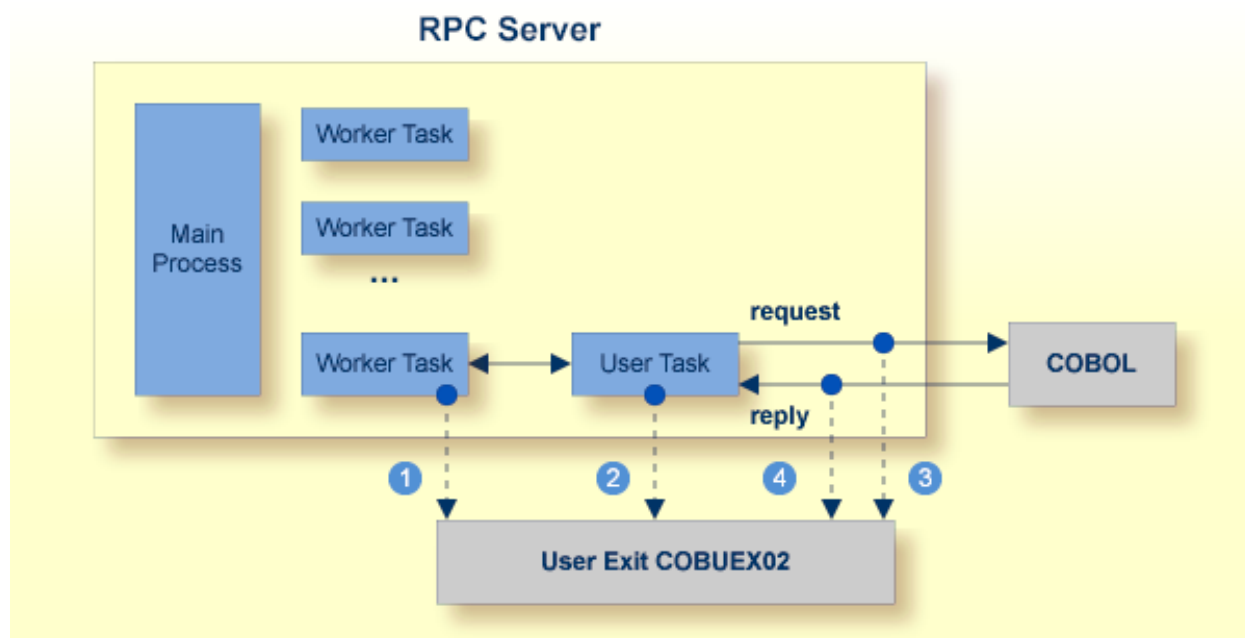 RPC Server
Main
Process
Worker Task
Worker Task
...
Worker Task
User Task
request
reply
COBOL
1
2
4
3
User Exit COBUEX02